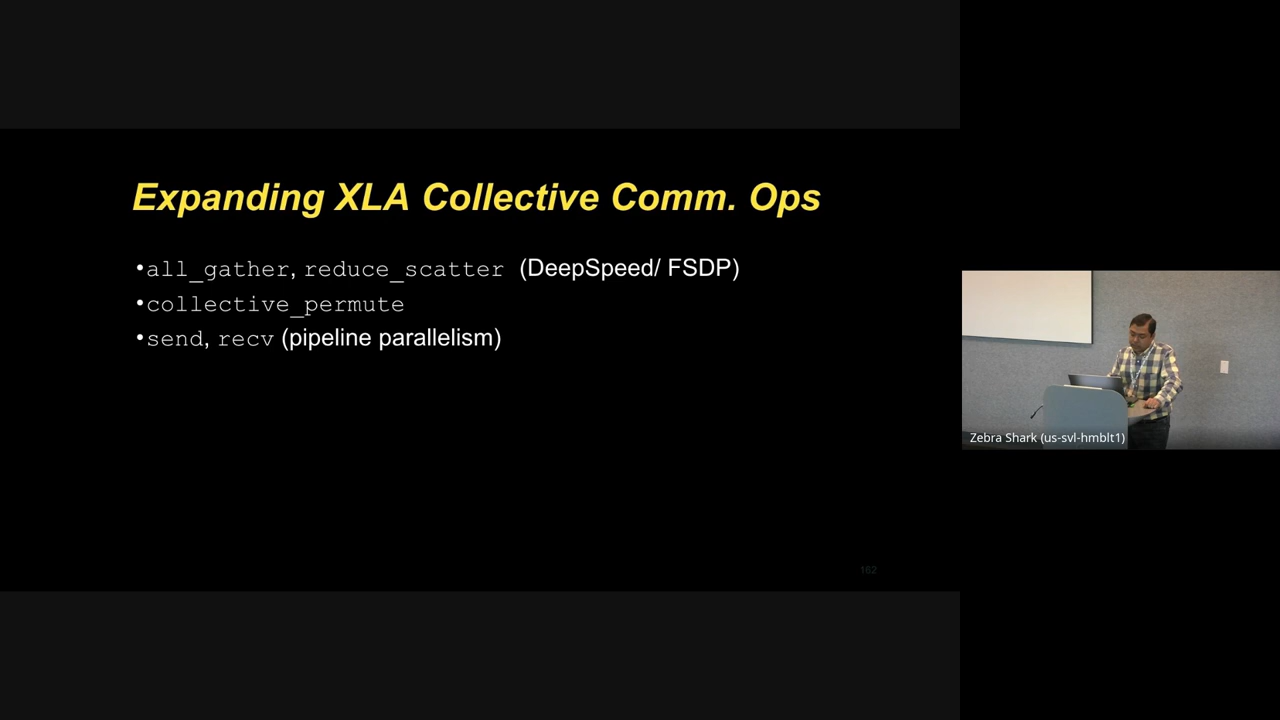 Expanding XLA Collective Comm. Ops
•all_gather, reduce_scatter (DeepSpeed/ FSDP)
•collective_permute
•send, recv (pipeline parallelism)
162
Zebra Shark (us-svl-hmblt1)